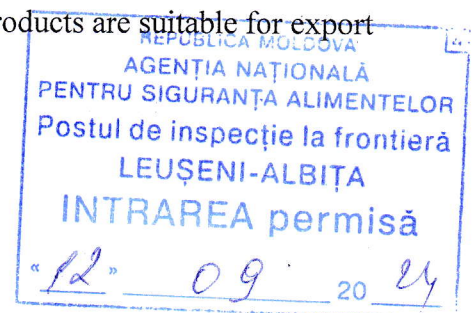 roducts are suitable for export
REPUBLICA MOLDOVA
AGENȚIA NAȚIONALĂ
PENTRU SIGURANȚA ALIMENTELOR
Postul de inspecție la frontieră
LEUȘENI-ALBIȚA
INTRAREA permisă
"12" 09 20 24